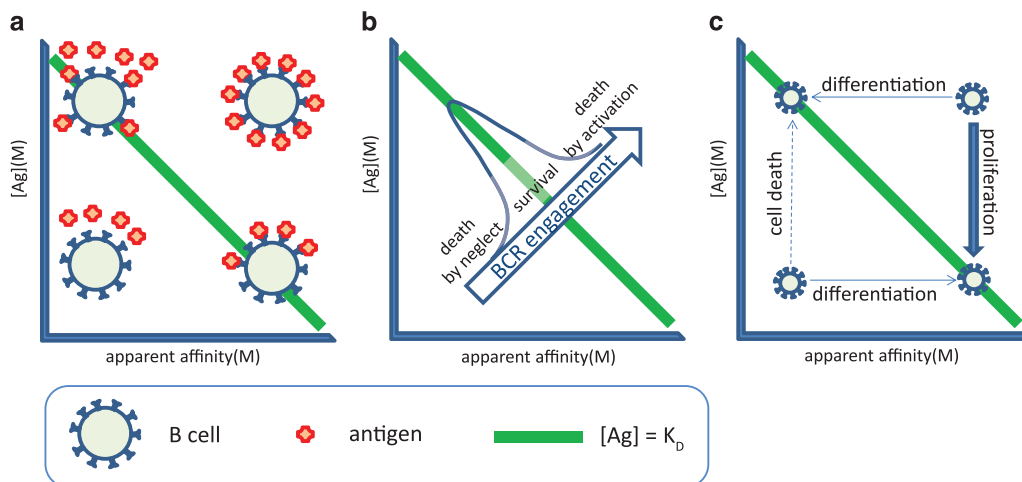 a
[Ag](M)
apparent affinity(M)
b
[Ag](M)
death
by neglect
survival
death
by activation
BCR engagement
apparent affinity(M)
c
[Ag](M)
differentiation
cell death
proliferation
differentiation
apparent affinity(M)
B cell
antigen
[Ag] = KD